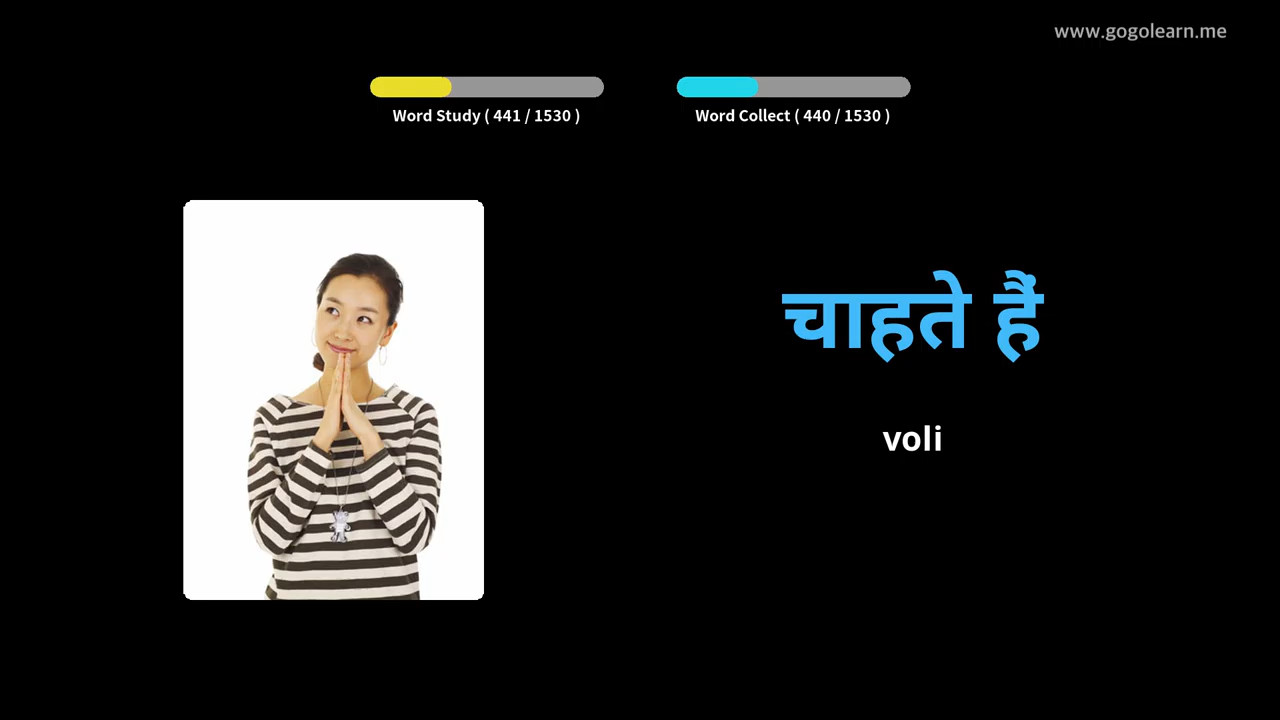 www.gogolearn.me
Word Study ( 441 / 1530 )
Word Collect ( 440 / 1530 )
चाहते हैं
voli